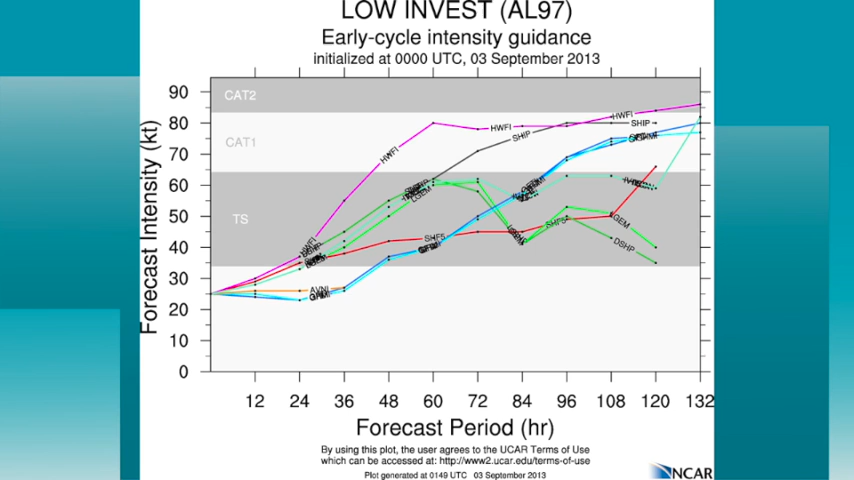 LOW INVEST (AL97)
Early-cycle intensity guidance
initialized at 0000 UTC, 03 September 2013
Forecast Intensity (kt)
90
80
70
60
50
40
30
20
10
0
CAT2
CAT1
TS
HWFI
HWFI
HWFI
HWFI
SHIP
SHIP
LGEM
SHF5
SHF5
LGEM
DSHP
AVNI
12 24 36 48 60 72 84 96 108 120 132
Forecast Period (hr)
By using this plot, the user agrees to the UCAR Terms of Use
which can be accessed at: http://www2.ucar.edu/terms-of-use
Plot generated at 0149 UTC 03 September 2013
NCAR